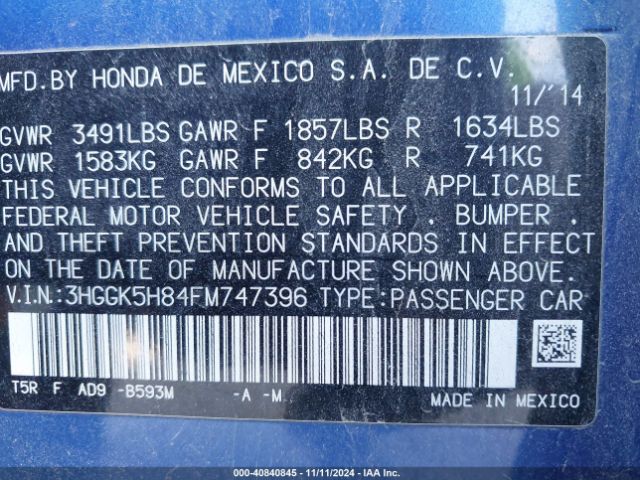 MFD.BY HONDA DE MEXICO S.A. DE C.V.
11/'14
GVWR 3491LBS GAWR F 1857LBS R 1634LBS
GVWR 1583KG GAWR F 842KG R 741KG
THIS VEHICLE CONFORMS TO ALL APPLICABLE
FEDERAL MOTOR VEHICLE SAFETY . BUMPER .
AND THEFT PREVENTION STANDARDS IN EFFECT
ON THE DATE OF MANUFACTURE SHOWN ABOVE.
V.I.N.:3HGGK5H84FM747396 TYPE:PASSENGER CAR
T5R F AD9 -B593M -A -M
MADE IN MEXICO
000-40840845 - 11/11/2024 - IAA Inc.